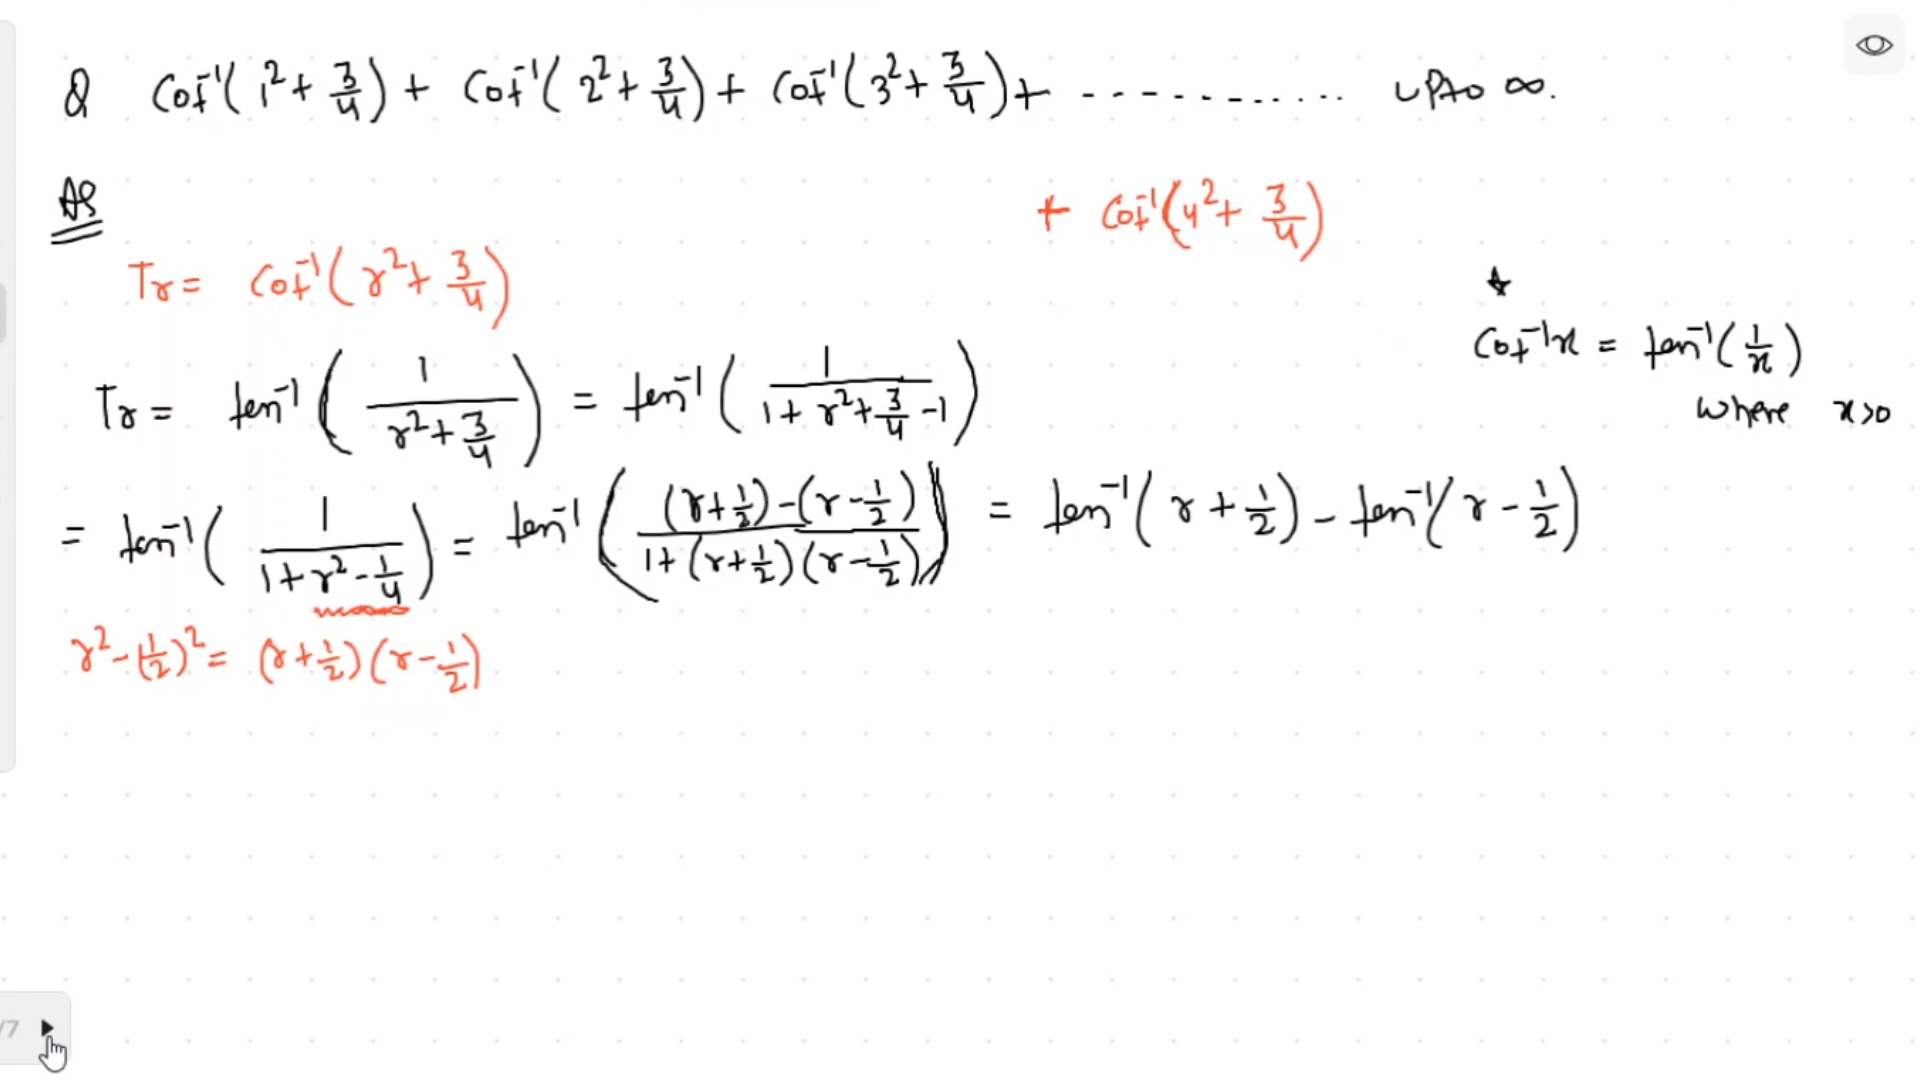 Q Cot⁻¹(1² + 3/4) + Cot⁻¹(2² + 3/4) + Cot⁻¹(3² + 3/4) + - - - - - - ...... upto ∞.
AS
+ Cot⁻¹(4² + 3/4)
Tr = Cot⁻¹(r² + 3/4)
Cot⁻¹x = tan⁻¹(1/x)
where x>0
Tr = tan⁻¹(1/(r² + 3/4)) = tan⁻¹(1/(1 + r² + 3/4 - 1))
= tan⁻¹(1/(1 + r² - 1/4)) = tan⁻¹(((r + 1/2) - (r - 1/2))/(1 + (r + 1/2)(r - 1/2))) = tan⁻¹(r + 1/2) - tan⁻¹(r - 1/2)
r² - (1/2)² = (r + 1/2)(r - 1/2)
/7